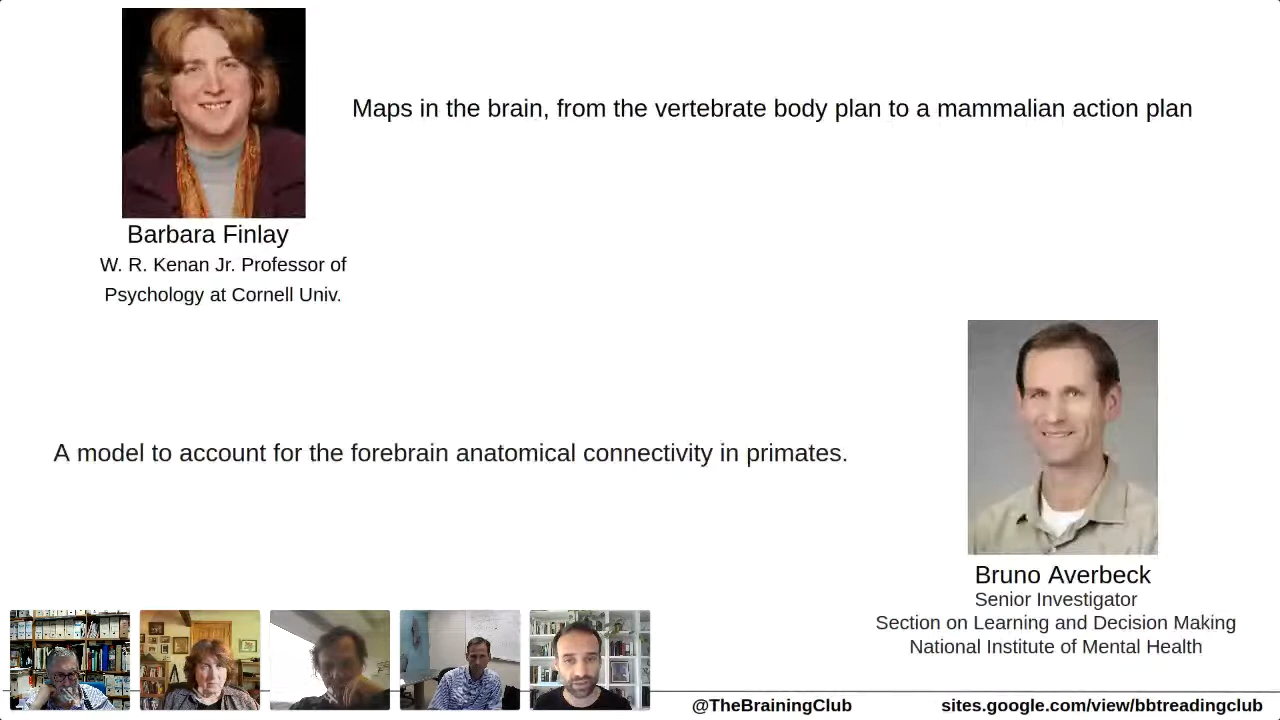 Maps in the brain, from the vertebrate body plan to a mammalian action plan
Barbara Finlay
W. R. Kenan Jr. Professor of
Psychology at Cornell Univ.
A model to account for the forebrain anatomical connectivity in primates.
Bruno Averbeck
Senior Investigator
Section on Learning and Decision Making
National Institute of Mental Health
@TheBrainingClub
sites.google.com/view/bbtreadingclub